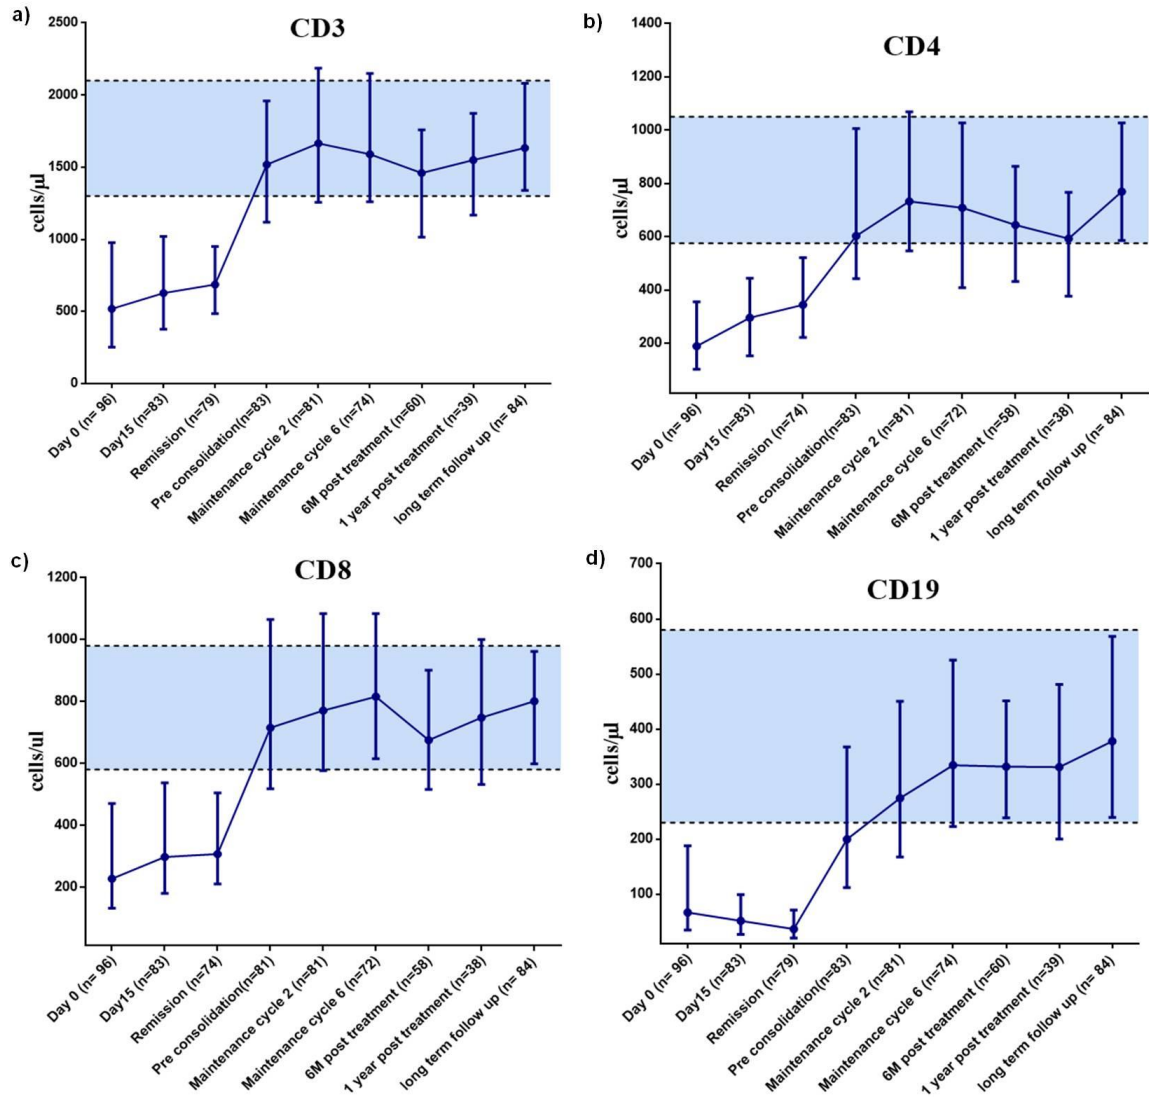 a)
CD3
cells/µl
2500
2000
1500
1000
500
0
Day 0 (n= 96)
Day15 (n=83)
Remission (n=79)
Pre consolidation(n=83)
Maintenance cycle 2 (n=81)
Maintenance cycle 6 (n=74)
6M post treatment (n=60)
1 year post treatment (n=39)
long term follow up (n= 84)
b)
CD4
cells/µl
1400
1200
1000
800
600
400
200
Day 0 (n= 96)
Day15 (n=83)
Remission (n=74)
Pre consolidation(n=83)
Maintenance cycle 2 (n=81)
Maintenance cycle 6 (n=72)
6M post treatment (n=58)
1 year post treatment (n=38)
long term follow up (n= 84)
c)
CD8
cells/ul
1200
1000
800
600
400
200
Day 0 (n= 96)
Day15 (n=83)
Remission (n=74)
Pre consolidation(n=81)
Maintenance cycle 2 (n=81)
Maintenance cycle 6 (n=72)
6M post treatment (n=58)
1 year post treatment (n=38)
long term follow up (n= 84)
d)
CD19
cells/µl
700
600
500
400
300
200
100
Day 0 (n= 96)
Day15 (n=83)
Remission (n=79)
Pre consolidation(n=83)
Maintenance cycle 2 (n=81)
Maintenance cycle 6 (n=74)
6M post treatment (n=60)
1 year post treatment (n=39)
long term follow up (n= 84)